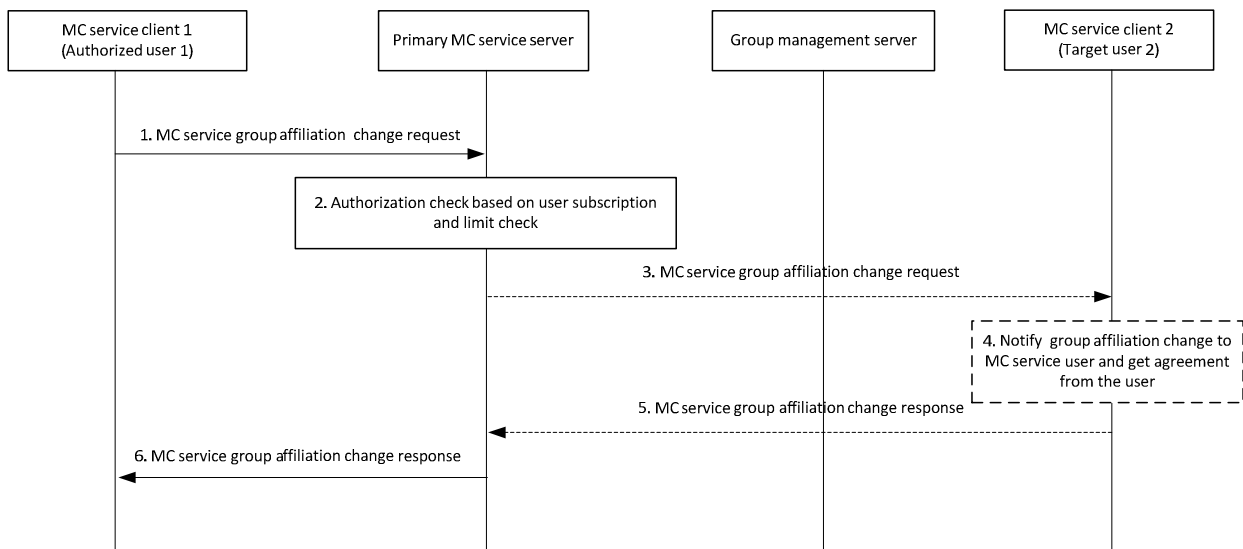 MC service client 1
(Authorized user 1)
Primary MC service server
Group management server
MC service client 2
(Target user 2)
1. MC service group affiliation change request
2. Authorization check based on user subscription
and limit check
3. MC service group affiliation change request
4. Notify group affiliation change to
MC service user and get agreement
from the user
5. MC service group affiliation change response
6. MC service group affiliation change response